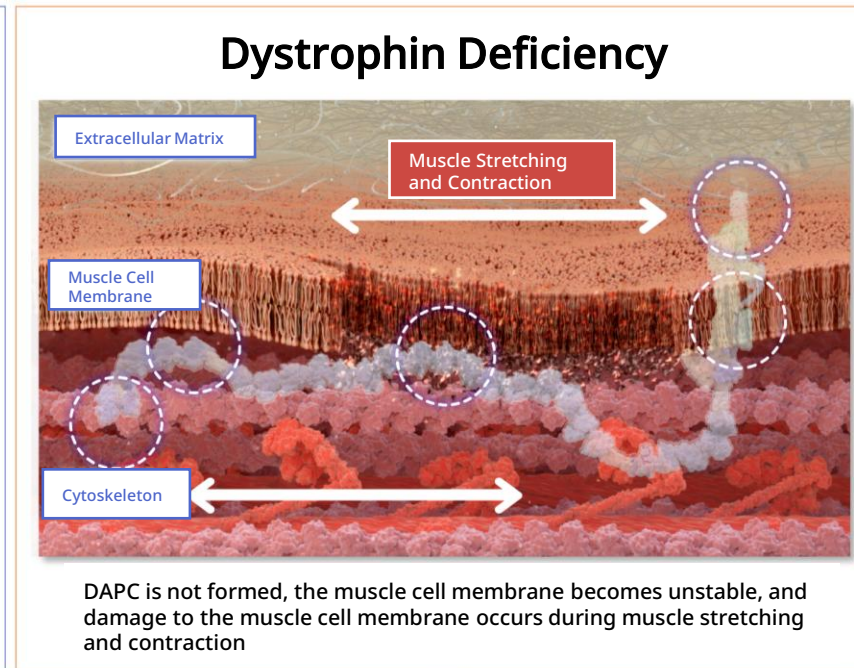 Dystrophin Deficiency
Extracellular Matrix
Muscle Stretching
and Contraction
Muscle Cell
Membrane
Cytoskeleton
DAPC is not formed, the muscle cell membrane becomes unstable, and
damage to the muscle cell membrane occurs during muscle stretching
and contraction